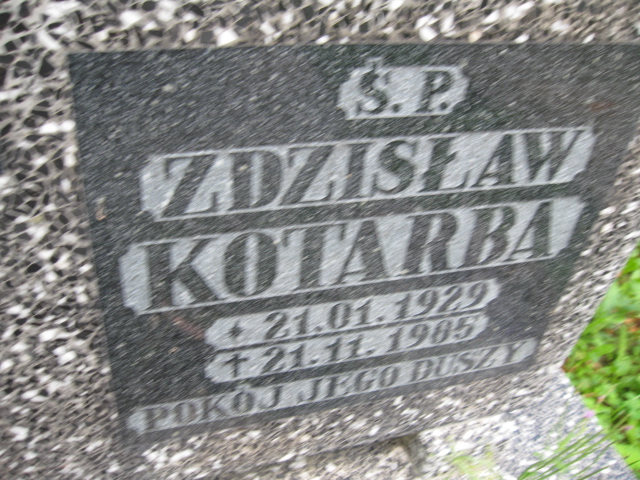 Ś. P.
ZDZISŁAW
KOTARBA
* 21.01.1929
† 21.11.1985
POKÓJ JEGO DUSZY